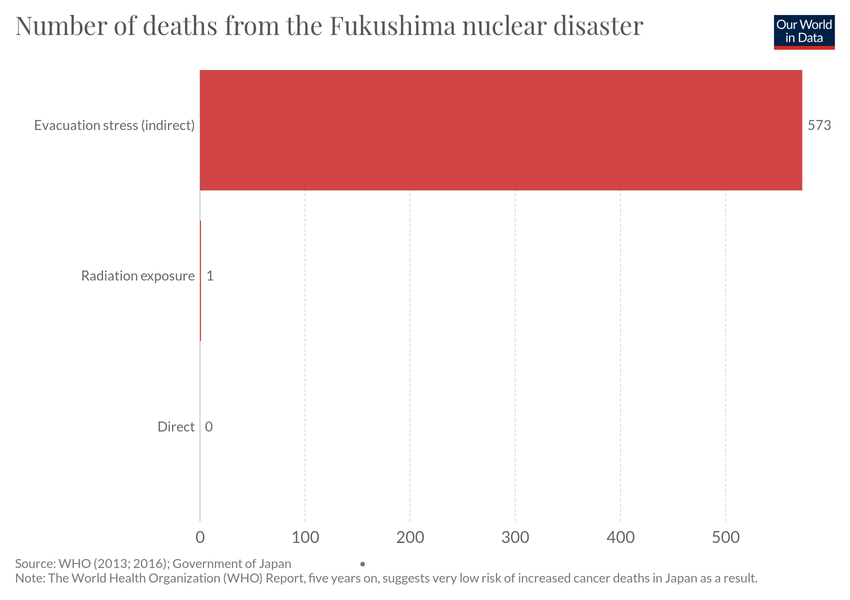 Number of deaths from the Fukushima nuclear disaster
Our World
in Data
Evacuation stress (indirect)
573
Radiation exposure
1
Direct
0
0 100 200 300 400 500
Source: WHO (2013; 2016); Government of Japan •
Note: The World Health Organization (WHO) Report, five years on, suggests very low risk of increased cancer deaths in Japan as a result.